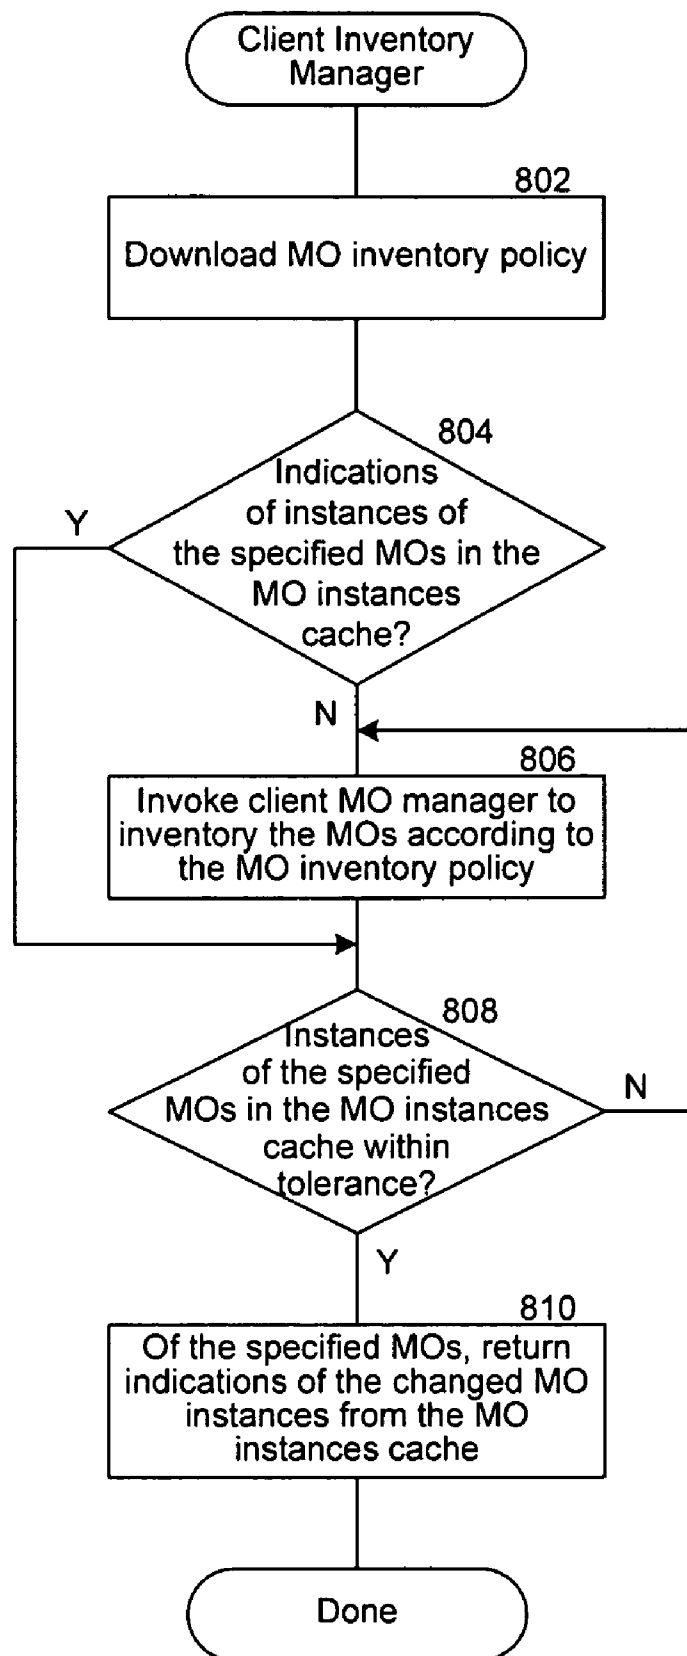 Client Inventory
Manager
802
Download MO inventory policy
804
Indications
of instances of
the specified MOs in the
MO instances
cache?
Y
N
806
Invoke client MO manager to
inventory the MOs according to
the MO inventory policy
808
Instances
of the specified
MOs in the MO instances
cache within
tolerance?
N
Y
810
Of the specified MOs, return
indications of the changed MO
instances from the MO
instances cache
Done